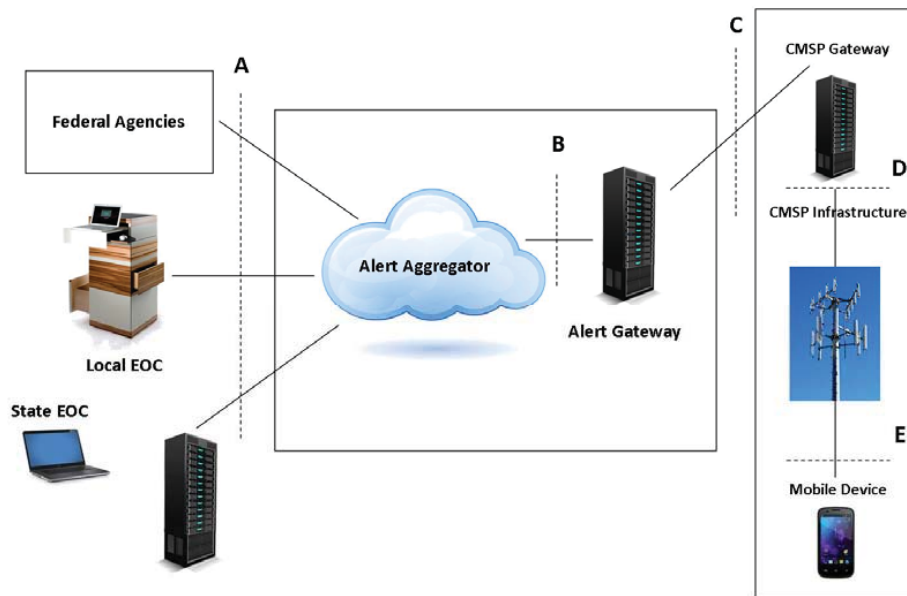 A
Federal Agencies
Local EOC
State EOC
Alert Aggregator
B
Alert Gateway
C
CMSP Gateway
D
CMSP Infrastructure
E
Mobile Device